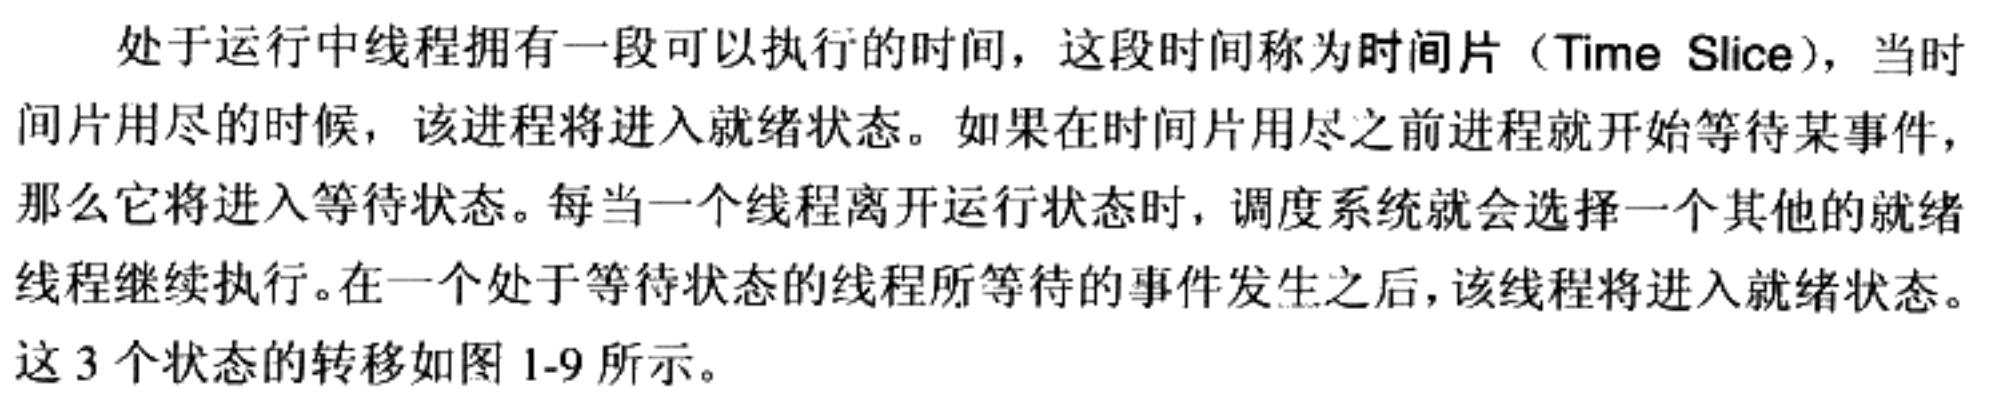 处于运行中线程拥有一段可以执行的时间，这段时间称为时间片（Time Slice），当时
间片用尽的时候，该进程将进入就绪状态。如果在时间片用尽之前进程就开始等待某事件，
那么它将进入等待状态。每当一个线程离开运行状态时，调度系统就会选择一个其他的就绪
线程继续执行。在一个处于等待状态的线程所等待的事件发生之后，该线程将进入就绪状态。
这 3 个状态的转移如图 1-9 所示。